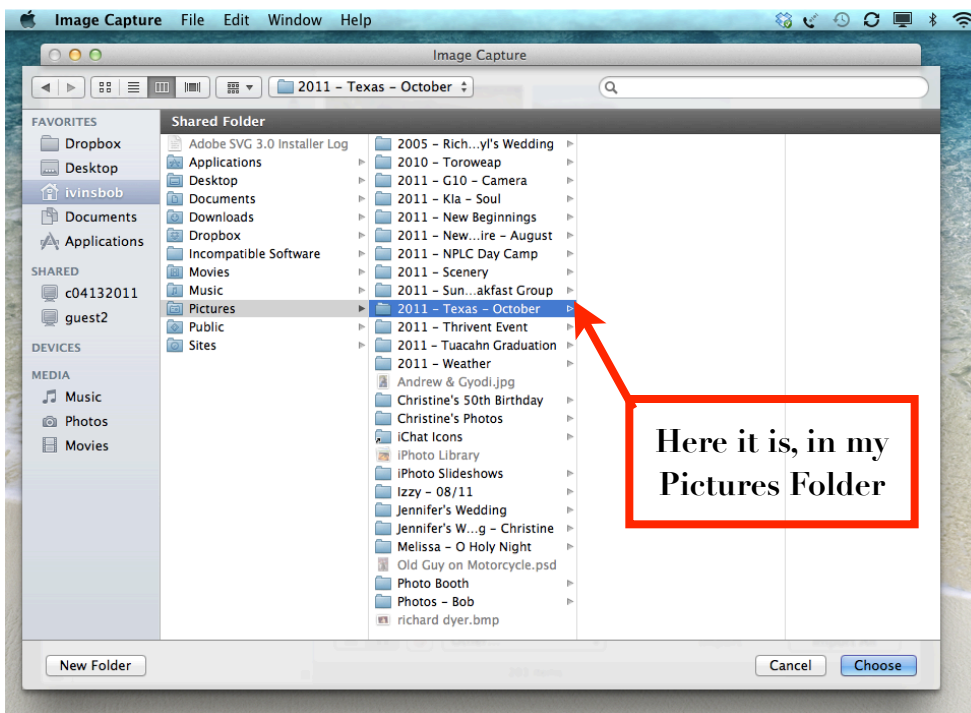 Image Capture File Edit Window Help
Image Capture
2011 – Texas – October
FAVORITES
Dropbox
Desktop
ivinsbob
Documents
Applications
SHARED
c04132011
guest2
DEVICES
MEDIA
Music
Photos
Movies
Shared Folder
Adobe SVG 3.0 Installer Log
Applications
Desktop
Documents
Downloads
Dropbox
Incompatible Software
Movies
Music
Pictures
Public
Sites
2005 – Rich...yl's Wedding
2010 – Toroweap
2011 – G10 – Camera
2011 – Kla – Soul
2011 – New Beginnings
2011 – New...ire – August
2011 – NPLC Day Camp
2011 – Scenery
2011 – Sun...akfast Group
2011 – Texas – October
2011 – Thrivent Event
2011 – Tuacahn Graduation
2011 – Weather
Andrew & Gyodi.jpg
Christine's 50th Birthday
Christine's Photos
iChat Icons
iPhoto Library
iPhoto Slideshows
Izzy – 08/11
Jennifer's Wedding
Jennifer's W...g – Christine
Melissa – O Holy Night
Old Guy on Motorcycle.psd
Photo Booth
Photos – Bob
richard dyer.bmp
Here it is, in my
Pictures Folder
New Folder
Cancel
Choose